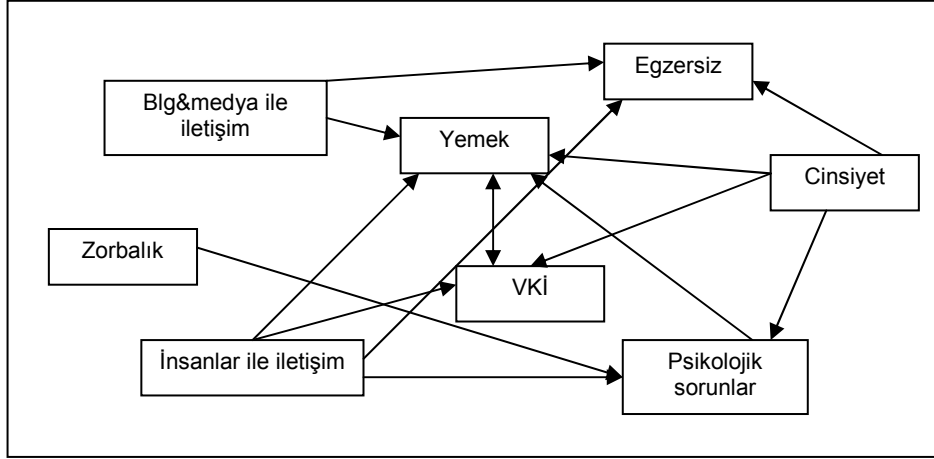 Egzersiz
Blg&medya ile
iletişim
Yemek
Cinsiyet
Zorbalık
VKİ
İnsanlar ile iletişim
Psikolojik
sorunlar